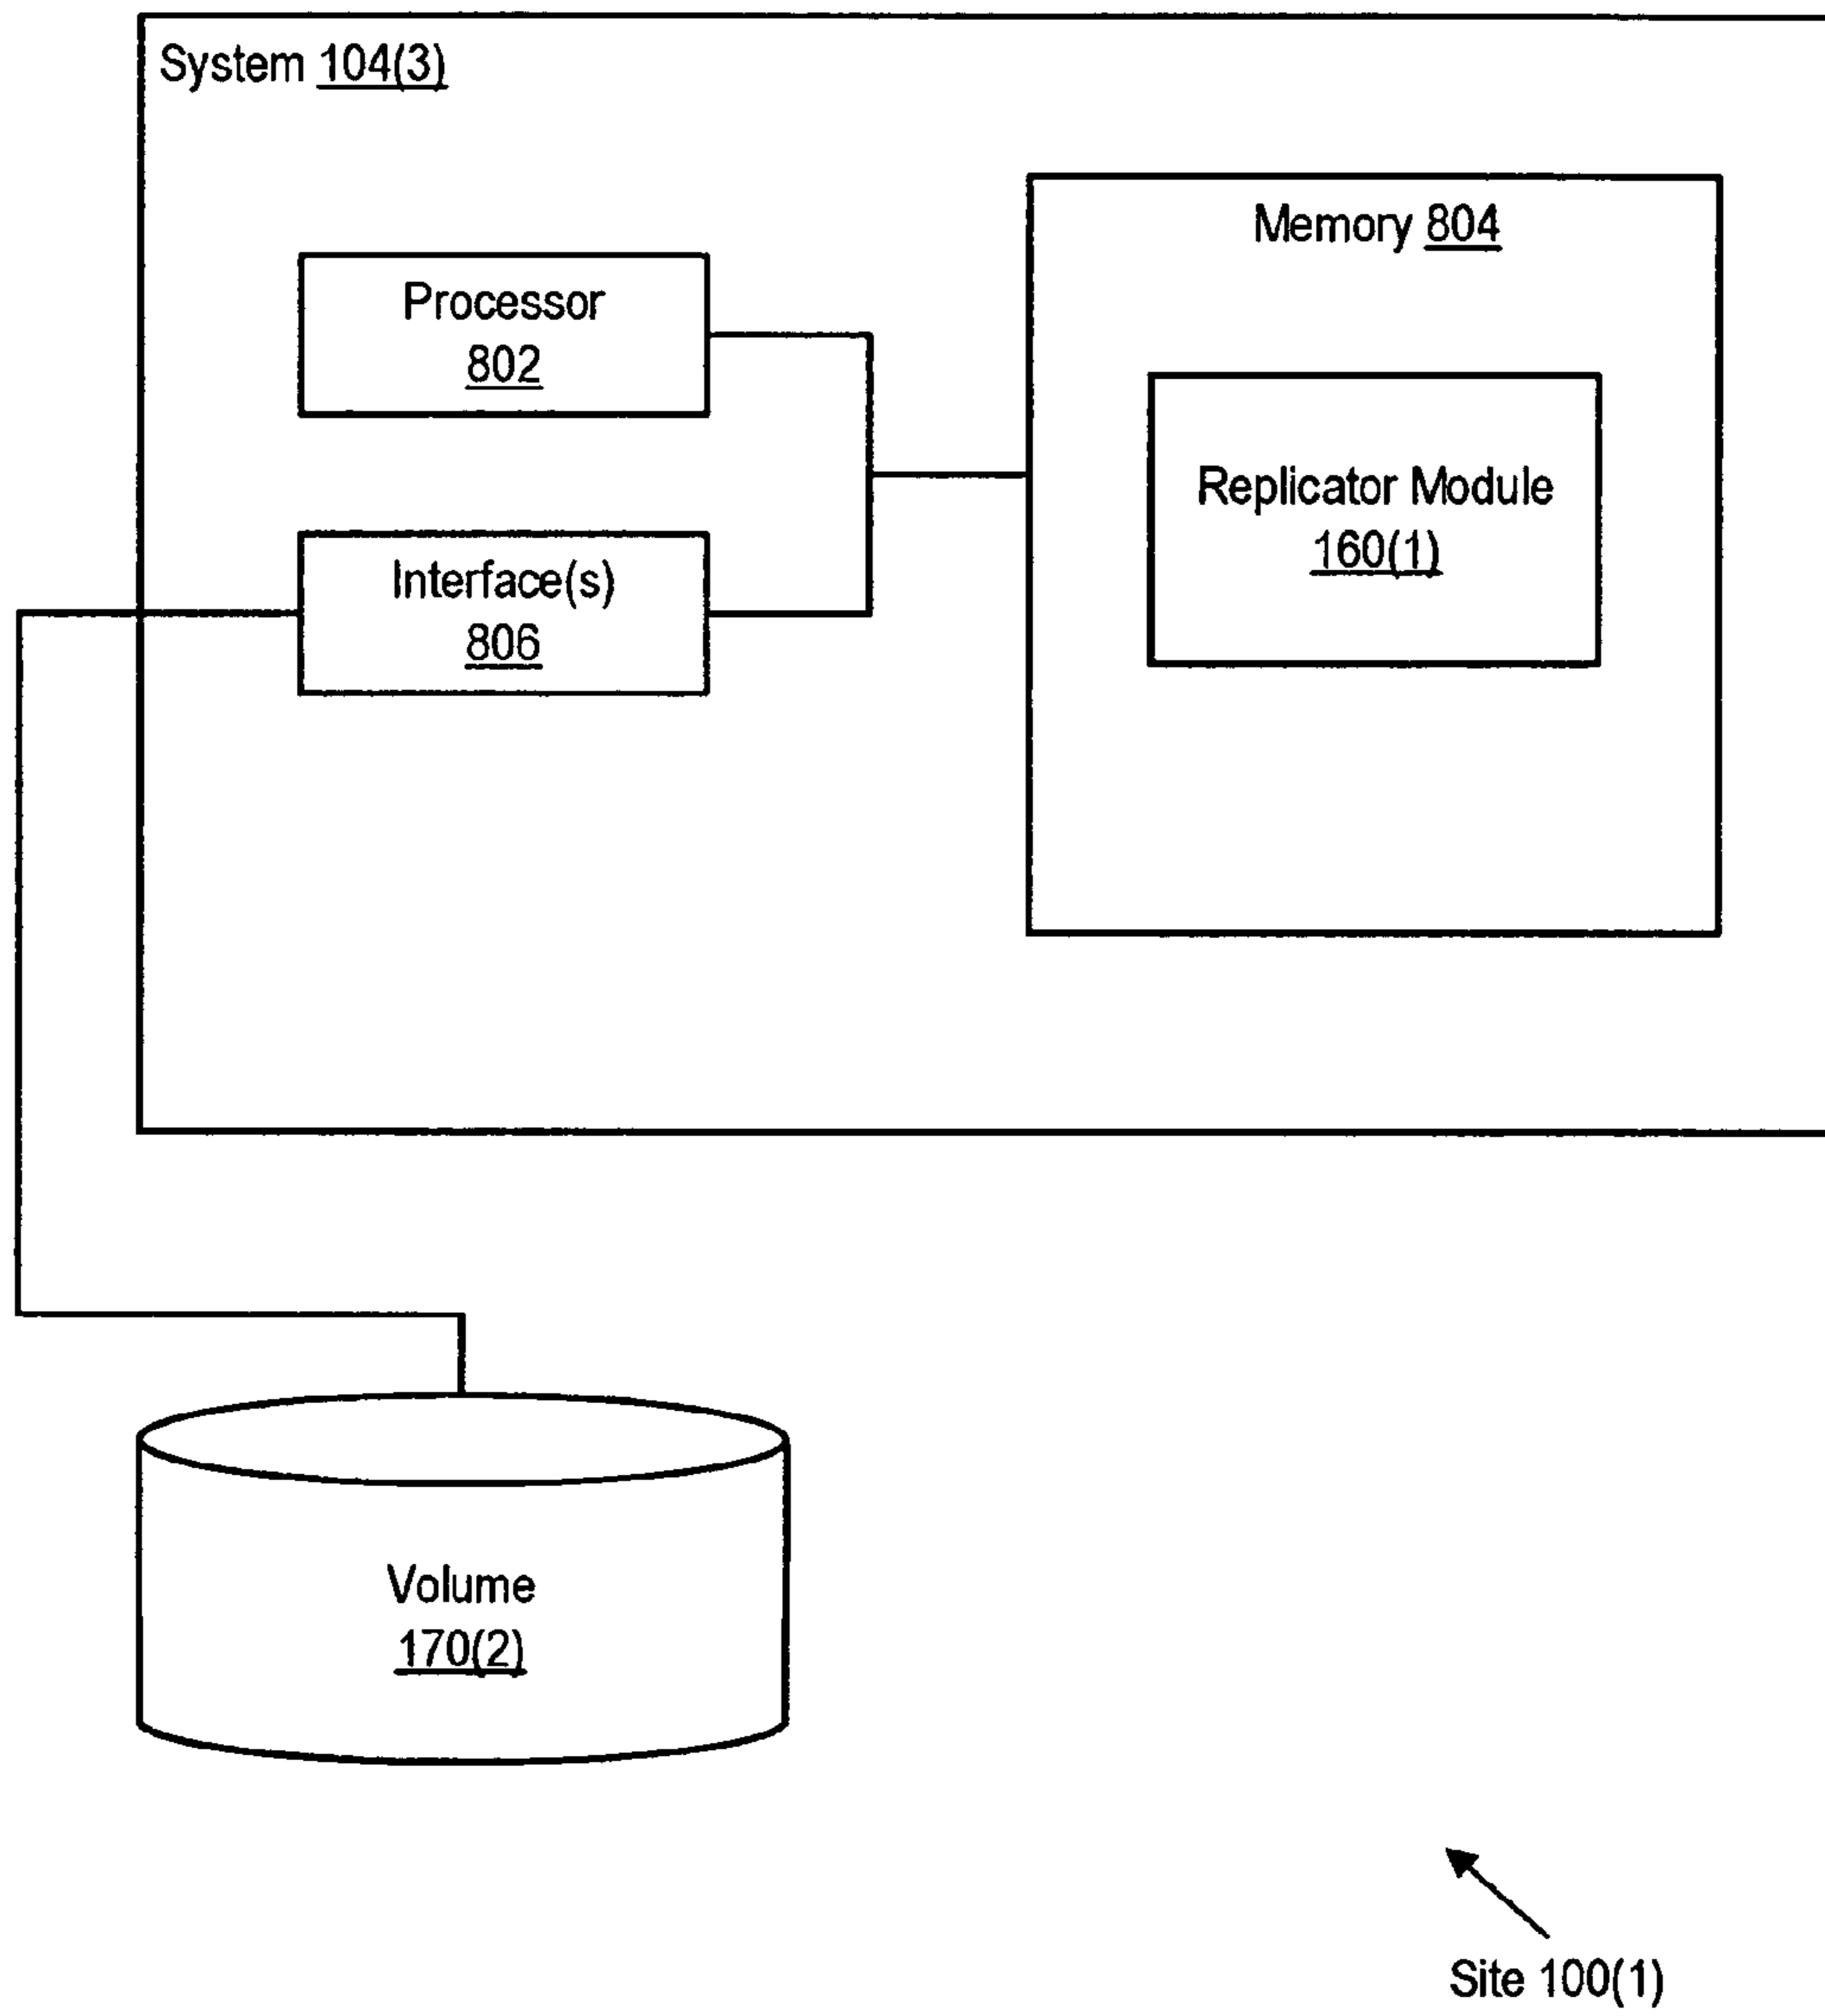 System 104(3)
Memory 804
Processor
802
Replicator Module
160(1)
Interface(s)
806
Volume
170(2)
Site 100(1)